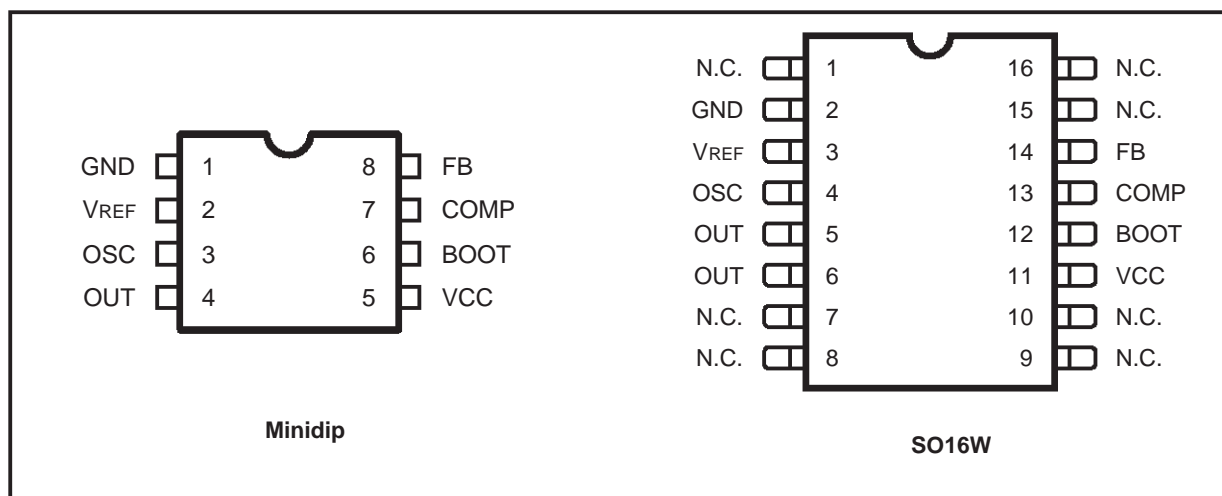 GND 1 8 FB
VREF 2 7 COMP
OSC 3 6 BOOT
OUT 4 5 VCC
Minidip
N.C. 1 16 N.C.
GND 2 15 N.C.
VREF 3 14 FB
OSC 4 13 COMP
OUT 5 12 BOOT
OUT 6 11 VCC
N.C. 7 10 N.C.
N.C. 8 9 N.C.
SO16W